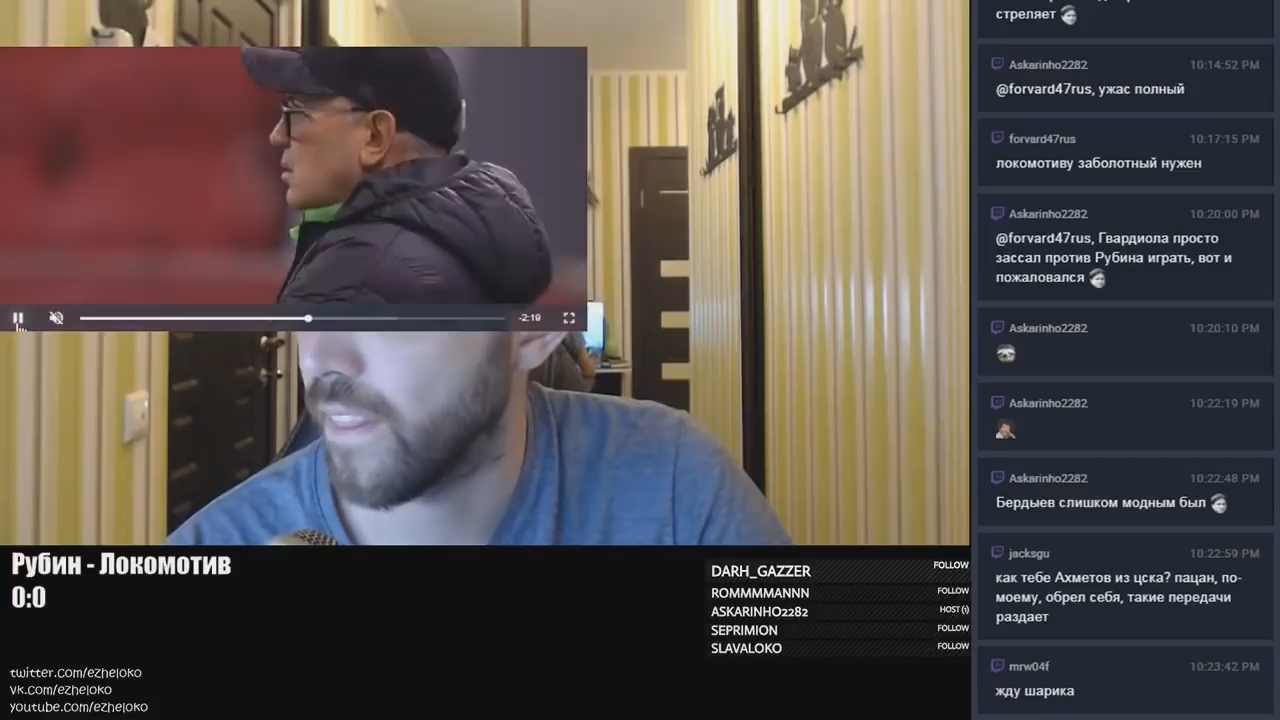 стреляет
Askarinho2282 10:14:52 PM
@forvard47rus, ужас полный
forvard47rus 10:17:15 PM
локомотиву заболотный нужен
Askarinho2282 10:20:00 PM
@forvard47rus, Гвардиола просто
зассал против Рубина играть, вот и
пожаловался
Askarinho2282 10:20:10 PM
Askarinho2282 10:22:19 PM
Askarinho2282 10:22:48 PM
Бердыев слишком модным был
jacksgu 10:22:59 PM
как тебе Ахметов из цска? пацан, по-
моему, обрел себя, такие передачи
раздает
mrw04f 10:23:42 PM
жду шарика
-2:19
Рубин - Локомотив
0:0
DARH_GAZZER FOLLOW
ROMMMMANNN FOLLOW
ASKARINHO2282 HOST (1)
SEPRIMION FOLLOW
SLAVALOKO FOLLOW
twitter.com/ezheloko
vk.com/ezheloko
youtube.com/ezheloko